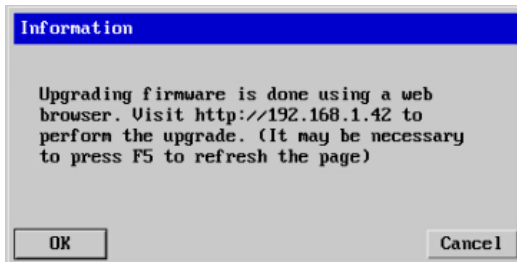 Information
Upgrading firmware is done using a web
browser. Visit http://192.168.1.42 to
perform the upgrade. (It may be necessary
to press F5 to refresh the page)
OK
Cancel